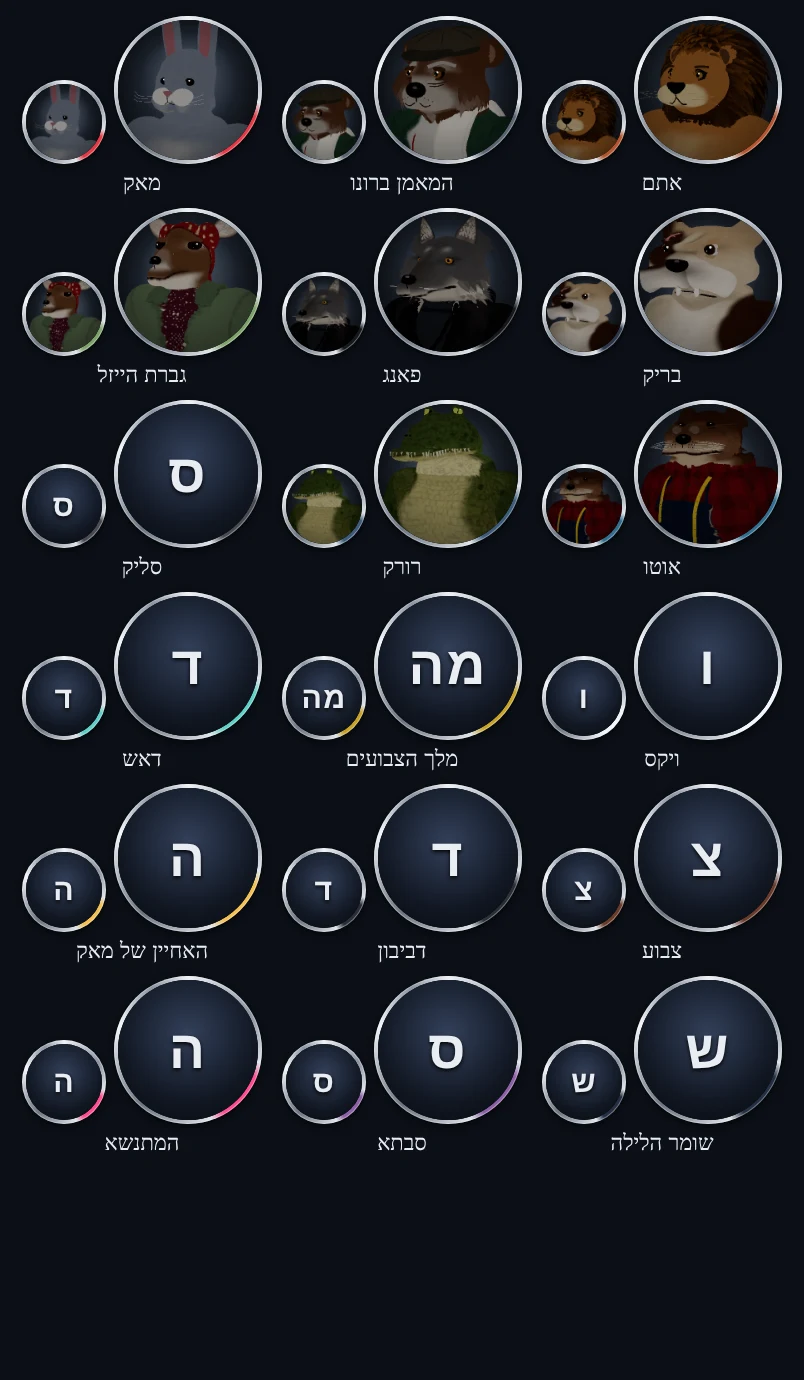 אתם
המאמן ברונו
מאק
בריק
פאנג
גברת הייזל
אוטו
רורק
ס
ס
סליק
ו
ו
מה
מה
ד
ד
ויקס
מלך הצבועים
דאש
צ
צ
ד
ד
ה
ה
צבוע
דביבון
האחיין של מאק
ש
ש
ס
ס
ה
ה
שומר הלילה
סבתא
המתנשא